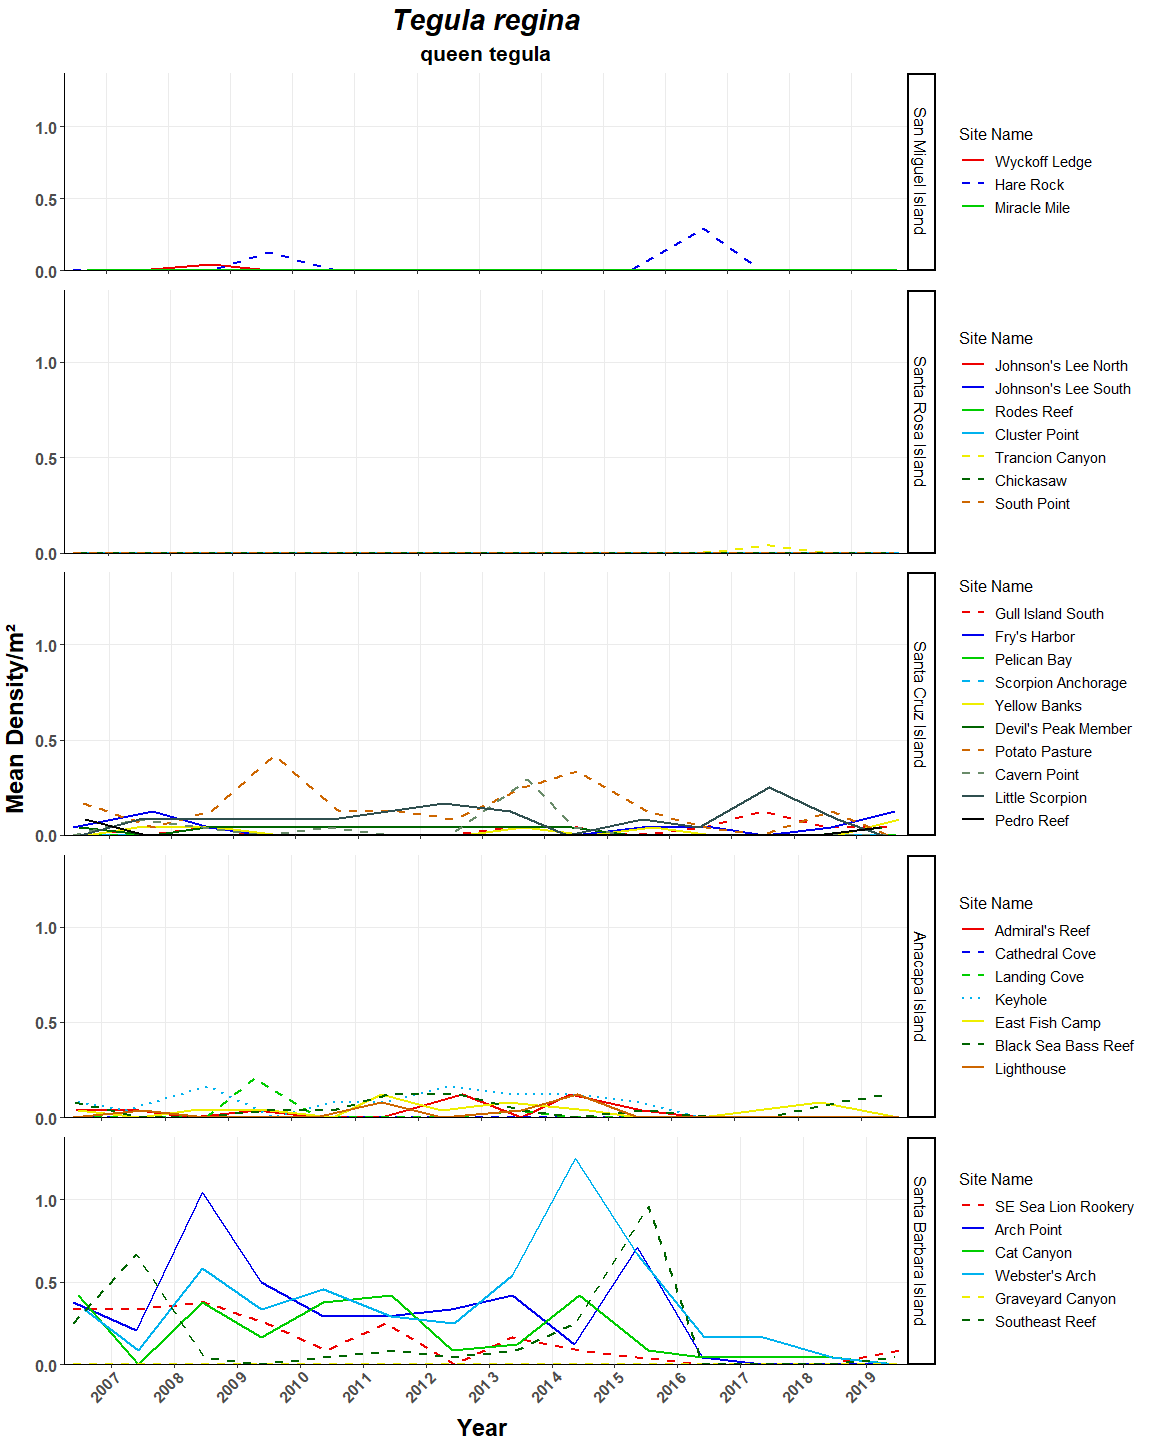 Tegula regina
queen tegula
Mean Density/m²
1.0
0.5
0.0
San Miguel Island
Site Name
Wyckoff Ledge
Hare Rock
Miracle Mile
1.0
0.5
0.0
Santa Rosa Island
Site Name
Johnson's Lee North
Johnson's Lee South
Rodes Reef
Cluster Point
Trancion Canyon
Chickasaw
South Point
1.0
0.5
0.0
Santa Cruz Island
Site Name
Gull Island South
Fry's Harbor
Pelican Bay
Scorpion Anchorage
Yellow Banks
Devil's Peak Member
Potato Pasture
Cavern Point
Little Scorpion
Pedro Reef
1.0
0.5
0.0
Anacapa Island
Site Name
Admiral's Reef
Cathedral Cove
Landing Cove
Keyhole
East Fish Camp
Black Sea Bass Reef
Lighthouse
1.0
0.5
0.0
Santa Barbara Island
Site Name
SE Sea Lion Rookery
Arch Point
Cat Canyon
Webster's Arch
Graveyard Canyon
Southeast Reef
2007 2008 2009 2010 2011 2012 2013 2014 2015 2016 2017 2018 2019
Year